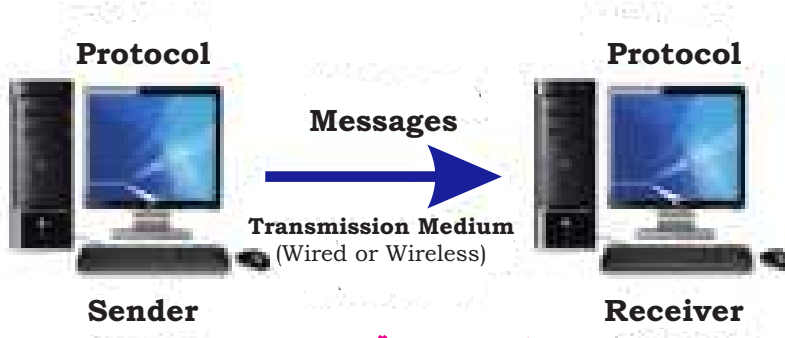 Protocol
Protocol
Messages
Transmission Medium
(Wired or Wireless)
Sender
Receiver